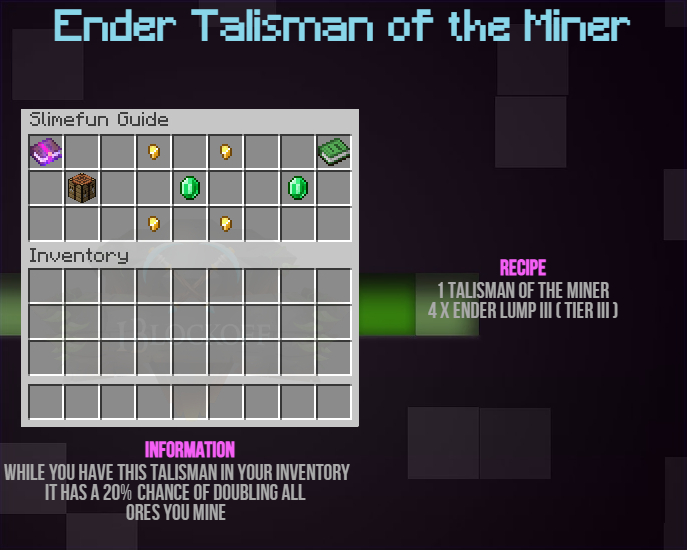 Ender Talisman of the Miner
Slimefun Guide
Inventory
IBLOCKOFF
RECIPE
1 TALISMAN OF THE MINER
4 X ENDER LUMP III ( TIER III )
INFORMATION
WHILE YOU HAVE THIS TALISMAN IN YOUR INVENTORY
IT HAS A 20% CHANCE OF DOUBLING ALL
ORES YOU MINE